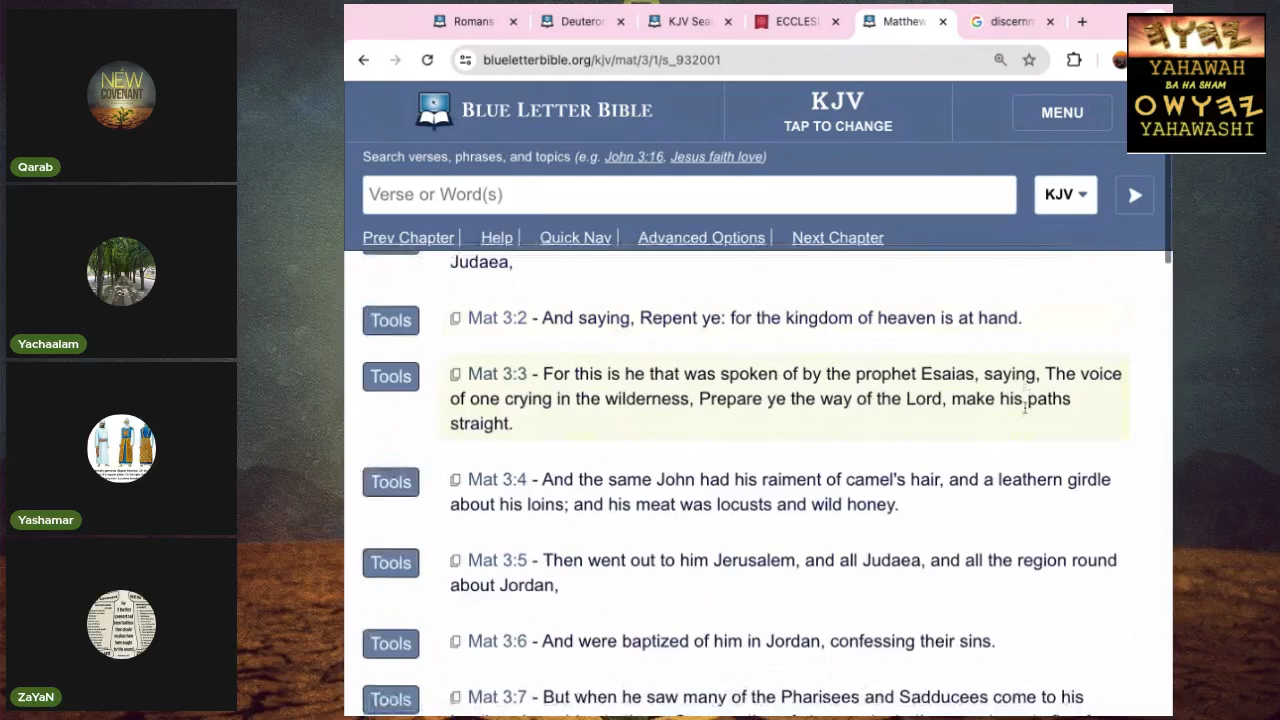 NEW
COVENANT
Qarab
Yachaalam
Yashamar
ZaYaN
Romans
Deuteror
KJV Sea
ECCLESI
Matthew
discernm
blueletterbible.org/kjv/mat/3/1/s_932001
BLUE LETTER BIBLE
KJV
TAP TO CHANGE
MENU
YAHAWAH
BA HA SHAM
YAHAWASHI
Search verses, phrases, and topics (e.g. John 3:16, Jesus faith love)
Verse or Word(s)
KJV
Prev Chapter | Help | Quick Nav | Advanced Options | Next Chapter
Judaea,
Tools
Mat 3:2 - And saying, Repent ye: for the kingdom of heaven is at hand.
Tools
Mat 3:3 - For this is he that was spoken of by the prophet Esaias, saying, The voice
of one crying in the wilderness, Prepare ye the way of the Lord, make his paths
straight.
Tools
Mat 3:4 - And the same John had his raiment of camel's hair, and a leathern girdle
about his loins; and his meat was locusts and wild honey.
Tools
Mat 3:5 - Then went out to him Jerusalem, and all Judaea, and all the region round
about Jordan,
Tools
Mat 3:6 - And were baptized of him in Jordan, confessing their sins.
Tools
Mat 3:7 - But when he saw many of the Pharisees and Sadducees come to his